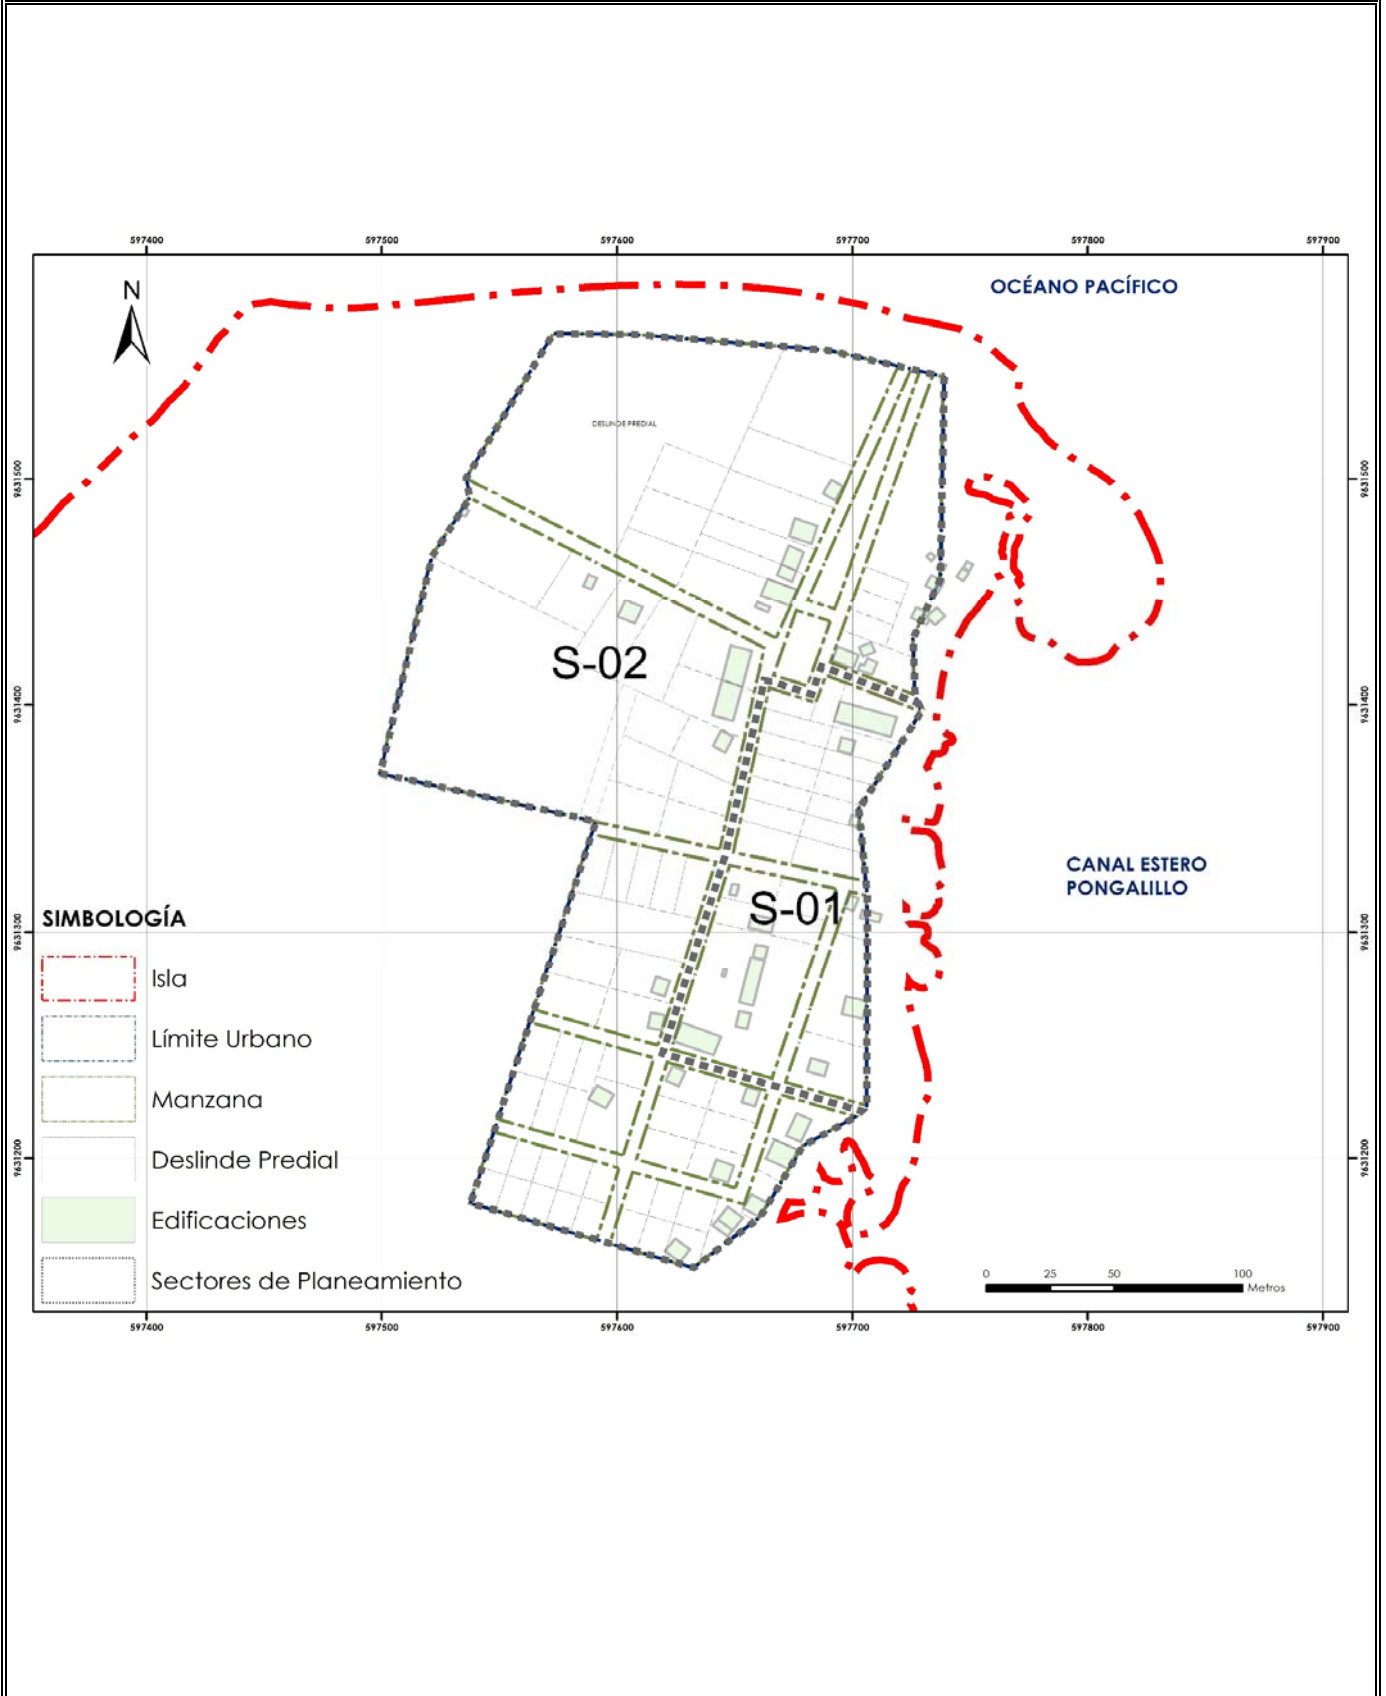 597400 597500 597600 597700 597800 597900
N
OCÉANO PACÍFICO
DESLINDE PREDIAL
9631500 9631500
S-02
9631400 9631400
CANAL ESTERO
PONGALILLO
S-01
SIMBOLOGÍA
9631300 9631300
Isla
Límite Urbano
Manzana
Deslinde Predial
9631200 9631200
Edificaciones
Sectores de Planeamiento
0 25 50 100
Metros
597400 597500 597600 597700 597800 597900